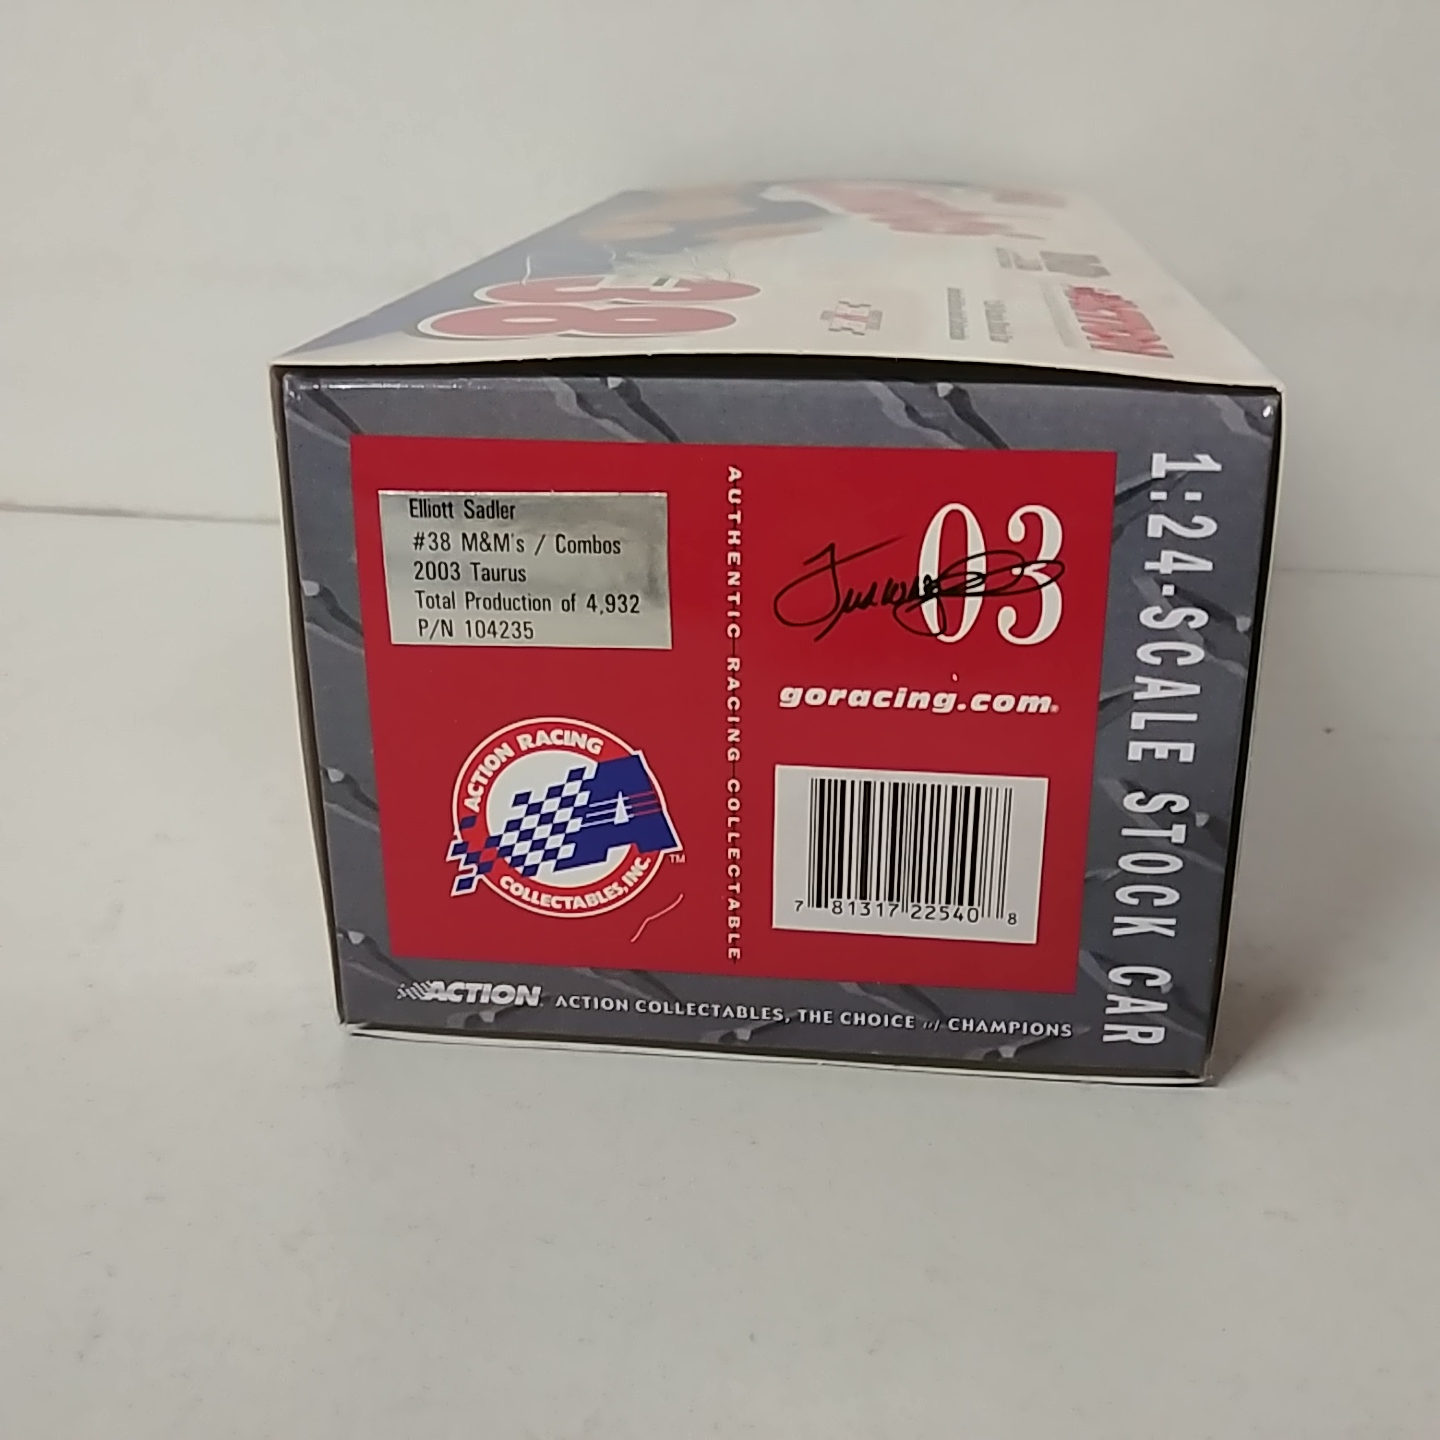 38
Elliott Sadler
#38 M&M's / Combos
2003 Taurus
Total Production of 4,932
P/N 104235
AUTHENTIC RACING COLLECTABLE
03
goracing.com®
ACTION RACING
COLLECTABLES, INC.
TM
7 81317 22540 8
1:24-SCALE STOCK CAR
ACTION ACTION COLLECTABLES, THE CHOICE of CHAMPIONS